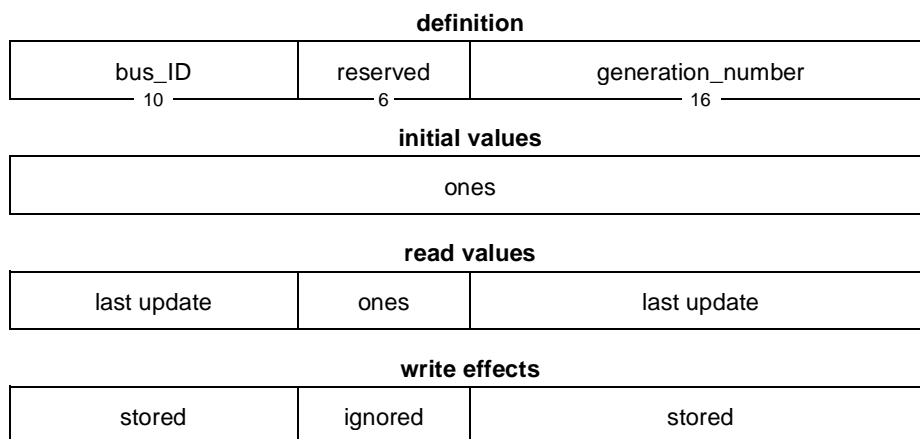 definition
bus_ID reserved generation_number
10 6 16
initial values
ones
read values
last update ones last update
write effects
stored ignored stored